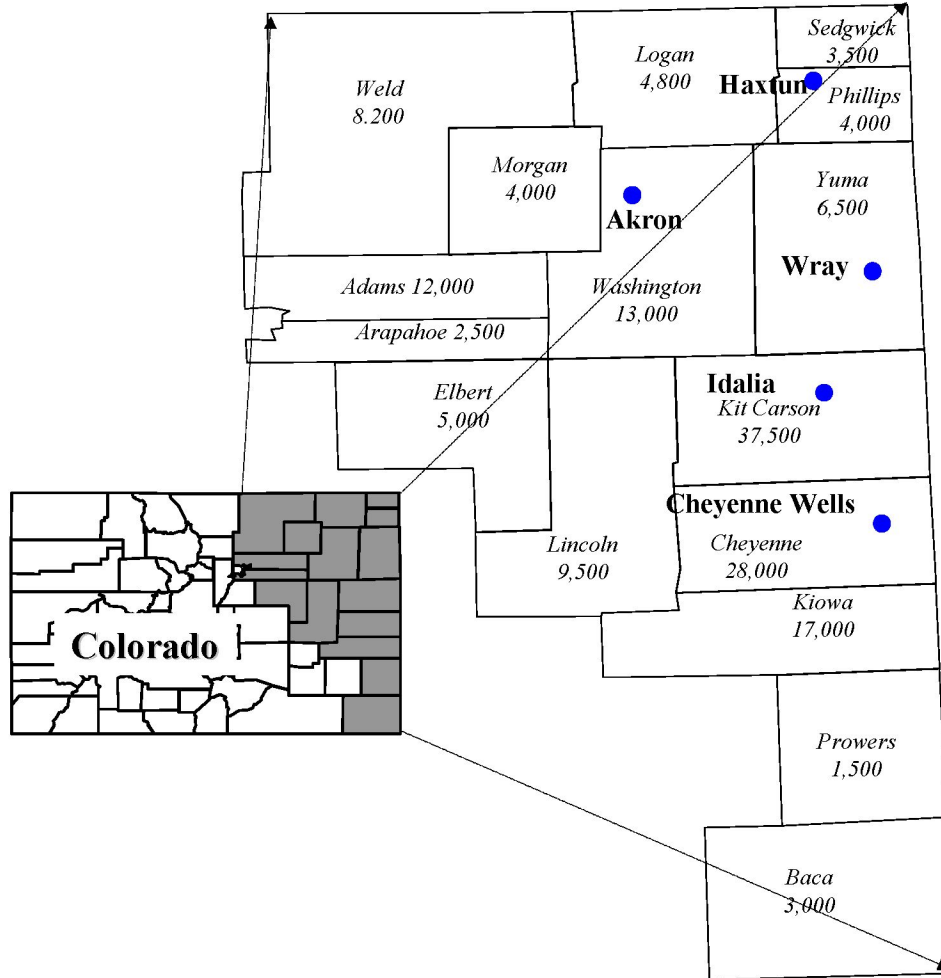 Sedgwick
3,500
Logan
4,800
Haxtun
Weld
8.200
Phillips
4,000
Morgan
4,000
Yuma
6,500
Akron
Wray
Adams 12,000
Washington
13,000
Arapahoe 2,500
Idalia
Elbert
5,000
Kit Carson
37,500
Cheyenne Wells
Lincoln
9,500
Cheyenne
28,000
Kiowa
17,000
Colorado
Prowers
1,500
Baca
3,000